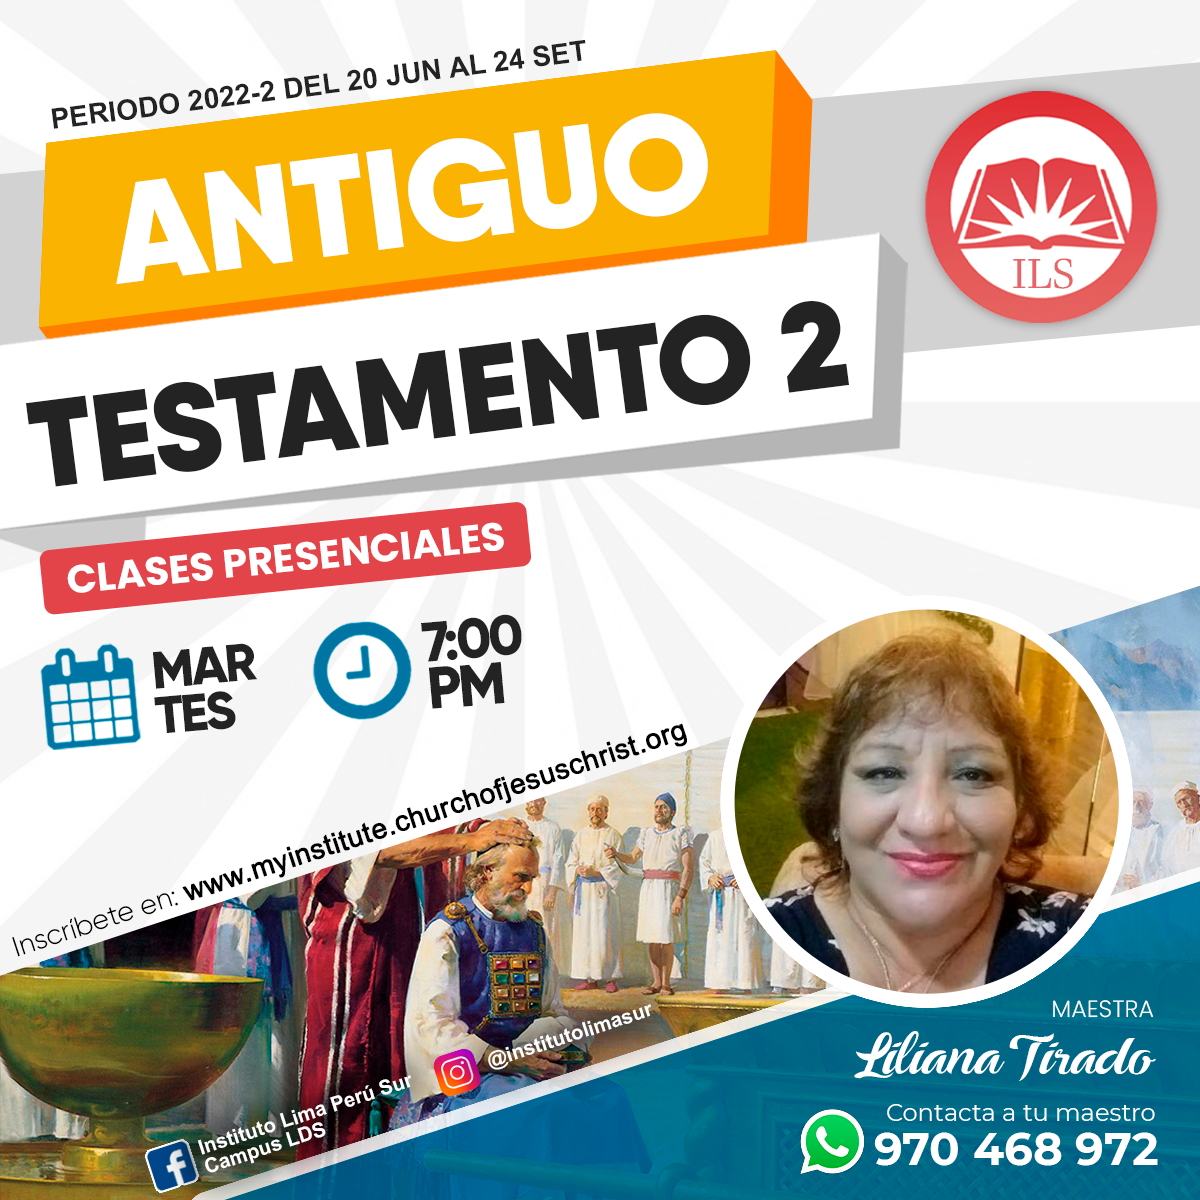 PERIODO 2022-2 DEL 20 JUN AL 24 SET
ANTIGUO
TESTAMENTO 2
ILS
CLASES PRESENCIALES
MAR
TES
7:00
PM
Inscríbete en: www.myinstitute.churchofjesuschrist.org
@institutolimasur
Instituto Lima Perú Sur
Campus LDS
MAESTRA
Liliana Tirado
Contacta a tu maestro
970 468 972